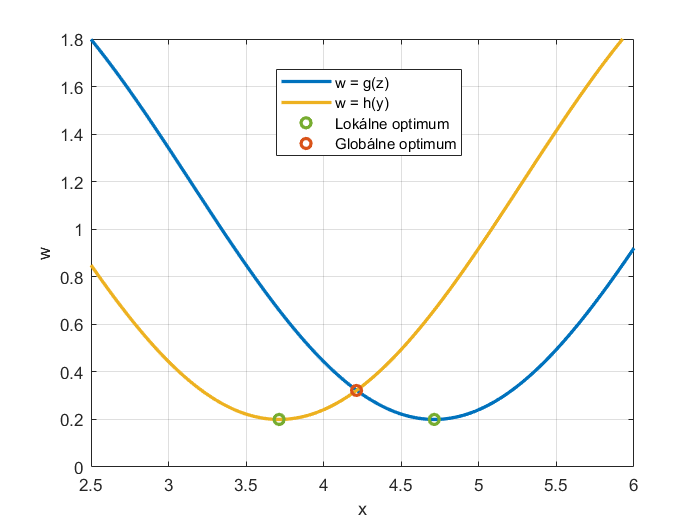 1.8
1.6
1.4
1.2
1
0.8
0.6
0.4
0.2
0
w
w = g(z)
w = h(y)
Lokálne optimum
Globálne optimum
2.5 3 3.5 4 4.5 5 5.5 6
x